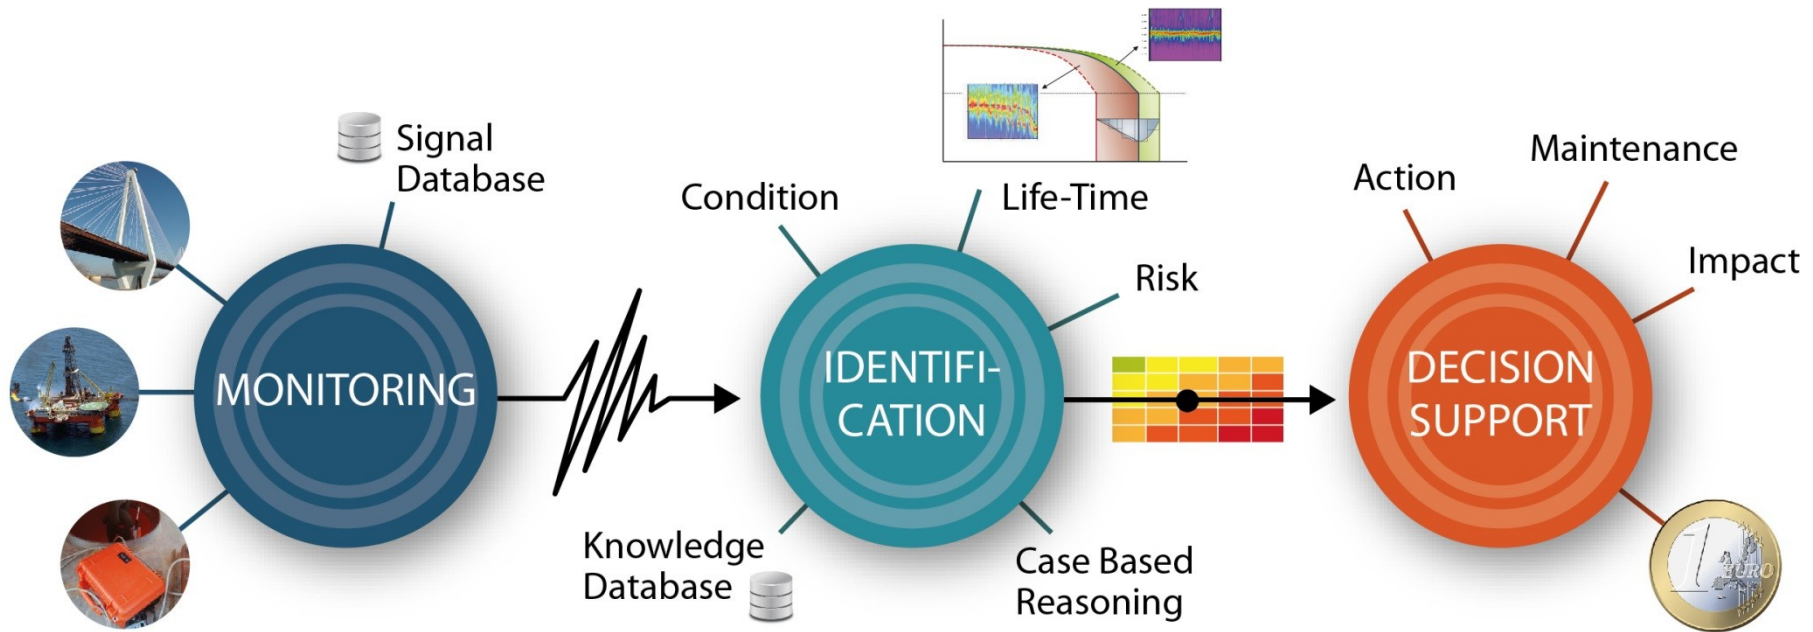 Signal
Database
MONITORING
Condition
Life-Time
Risk
IDENTIFI-
CATION
Knowledge
Database
Case Based
Reasoning
Action
Maintenance
Impact
DECISION
SUPPORT
1
EURO